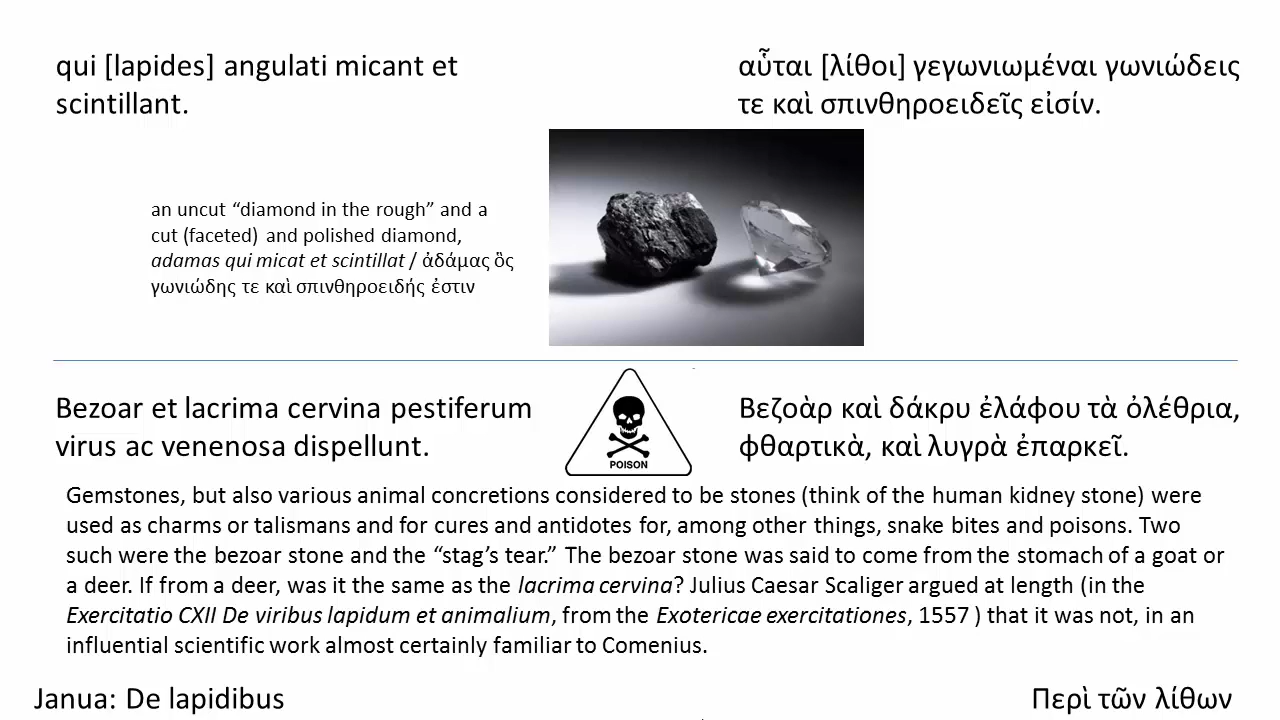 qui [lapides] angulati micant et
scintillant.
αὗται [λίθοι] γεγωνιωμέναι γωνιώδεις
τε καὶ σπινθηροειδεῖς εἰσίν.
an uncut “diamond in the rough” and a
cut (faceted) and polished diamond,
adamas qui micat et scintillat / ἀδάμας ὃς
γωνιώδης τε καὶ σπινθηροειδής ἐστιν
Bezoar et lacrima cervina pestiferum
virus ac venenosa dispellunt.
POISON
Βεζοὰρ καὶ δάκρυ ἐλάφου τὰ ὀλέθρια,
φθαρτικὰ, καὶ λυγρὰ ἐπαρκεῖ.
Gemstones, but also various animal concretions considered to be stones (think of the human kidney stone) were
used as charms or talismans and for cures and antidotes for, among other things, snake bites and poisons. Two
such were the bezoar stone and the “stag’s tear.” The bezoar stone was said to come from the stomach of a goat or
a deer. If from a deer, was it the same as the lacrima cervina? Julius Caesar Scaliger argued at length (in the
Exercitatio CXII De viribus lapidum et animalium, from the Exotericae exercitationes, 1557 ) that it was not, in an
influential scientific work almost certainly familiar to Comenius.
Janua: De lapidibus
Περὶ τῶν λίθων